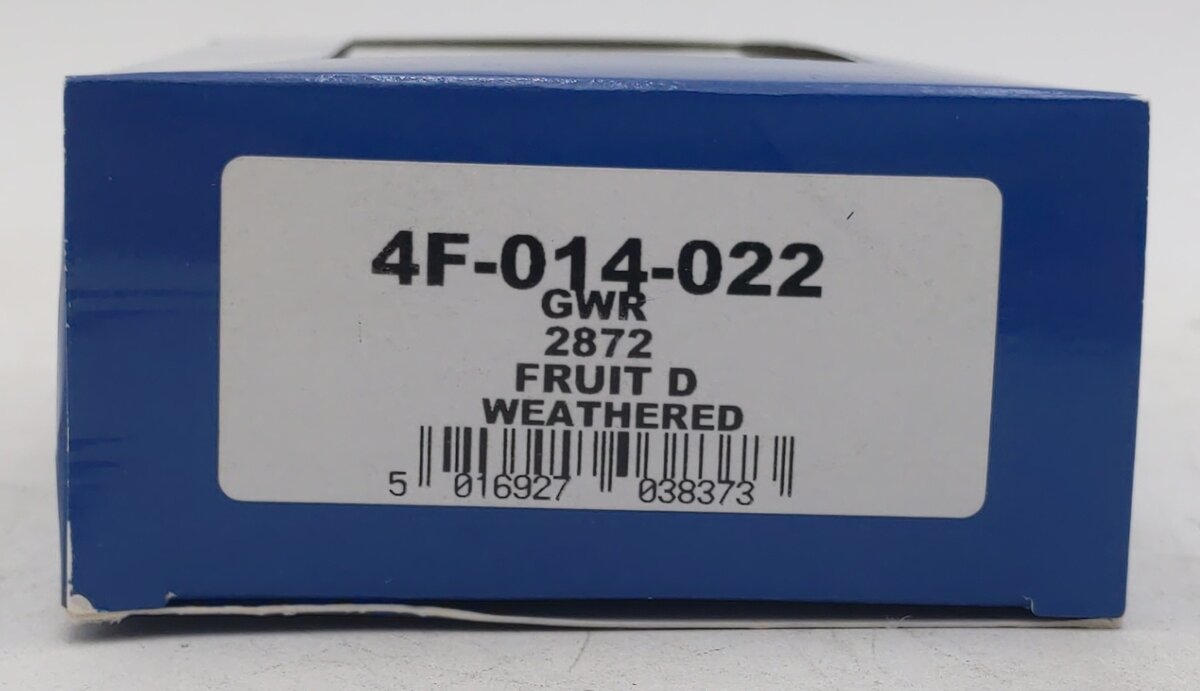 4F-014-022
GWR
2872
FRUIT D
WEATHERED
5 016927 038373